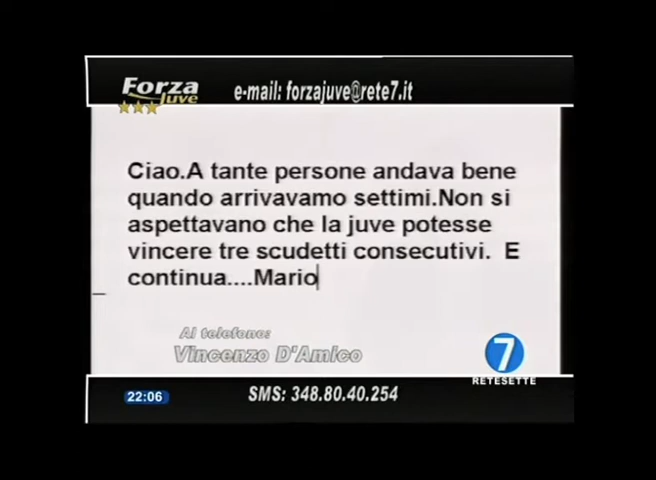 Forza
Juve
e-mail: forzajuve@rete7.it
Ciao.A tante persone andava bene
quando arrivavamo settimi.Non si
aspettavano che la juve potesse
vincere tre scudetti consecutivi. E
continua....Mario
Al telefono:
Vincenzo D'Amico
7
RETESETTE
22:06
SMS: 348.80.40.254